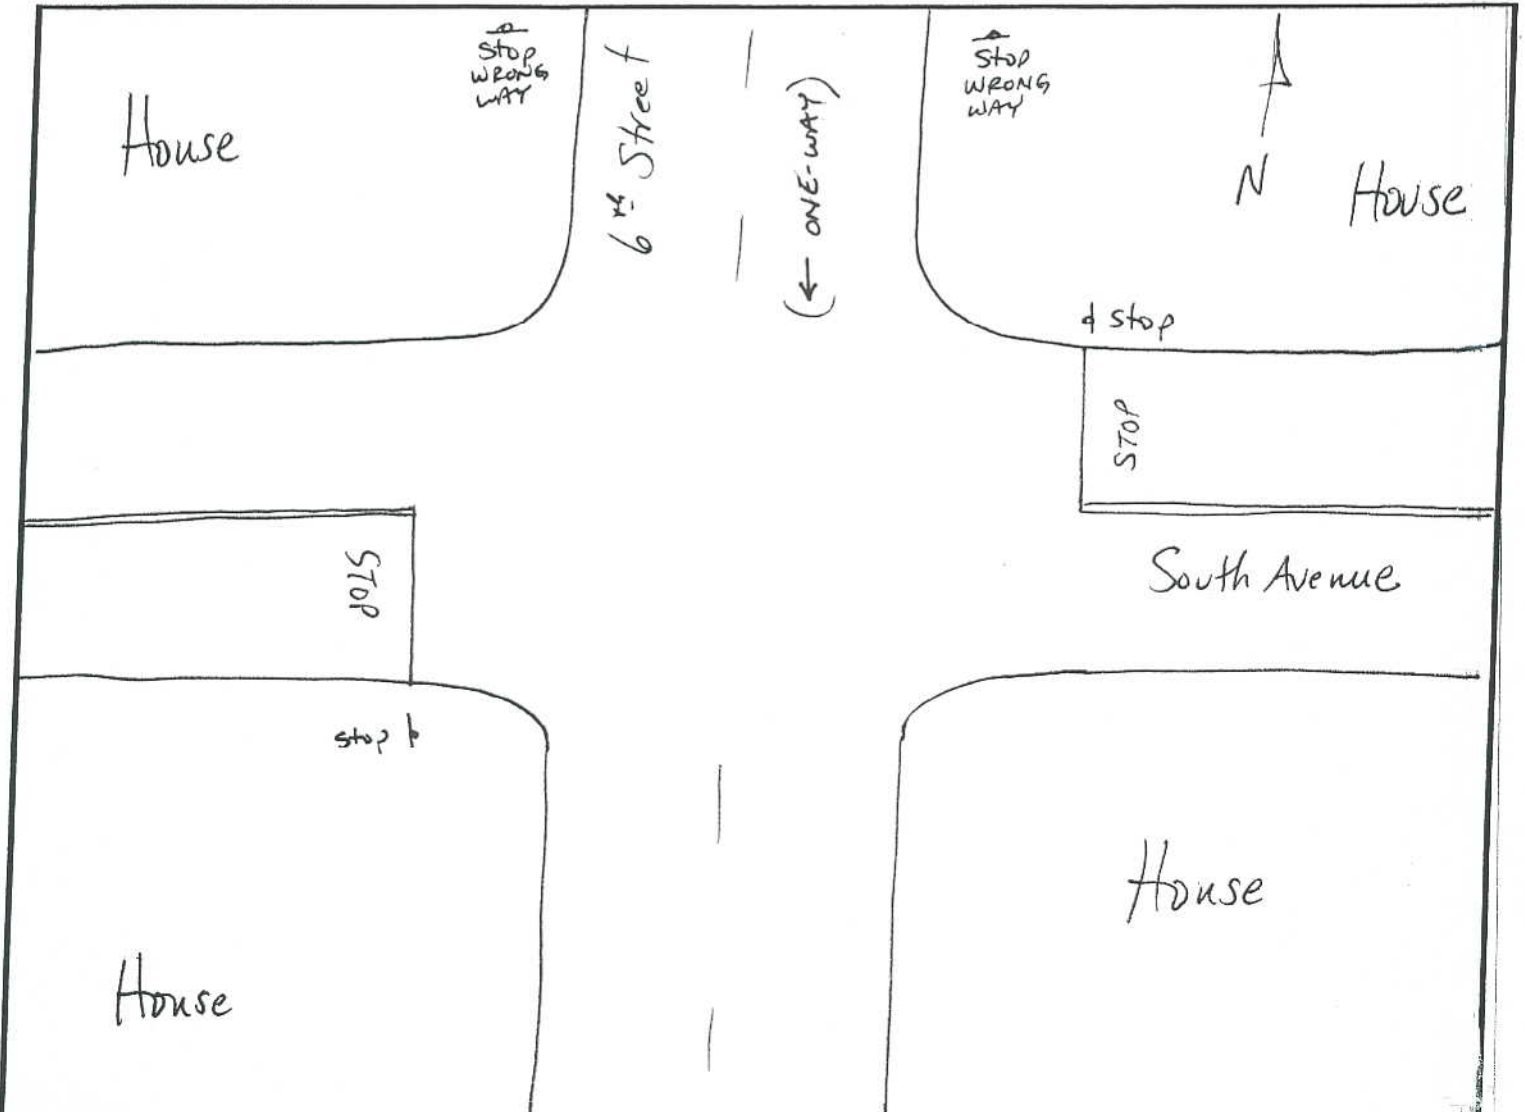 Stop
WRONG
WAY
6th Street
(← ONE-WAY)
Stop
WRONG
WAY
House
N
House
stop
STOP
STOP
South Avenue
stop
House
House